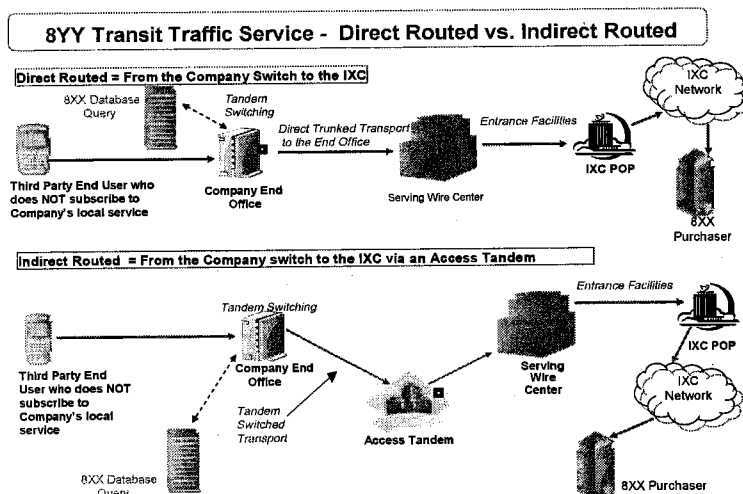 8YY Transit Traffic Service - Direct Routed vs. Indirect Routed
Direct Routed = From the Company Switch to the IXC
8XX Database
Query
Tandem
Switching
Third Party End User who
does NOT subscribe to
Company's local service
Company End
Office
Direct Trunked Transport
to the End Office
Serving Wire Center
Entrance Facilities
IXC POP
IXC
Network
8XX
Purchaser
Indirect Routed = From the Company switch to the IXC via an Access Tandem
Third Party End
User who does NOT
subscribe to
Company's local
service
Tandem Switching
Company End
Office
8XX Database
Query
Tandem
Switched
Transport
Access Tandem
Serving
Wire
Center
Entrance Facilities
IXC POP
IXC
Network
8XX Purchaser